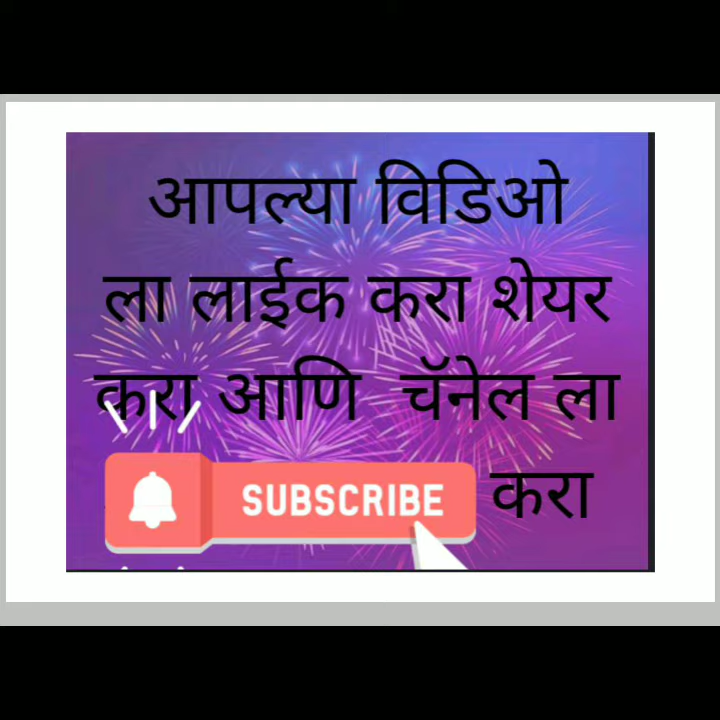 आपल्या विडिओ
ला लाईक करा शेयर
करा आणि चॅनेल ला
SUBSCRIBE करा